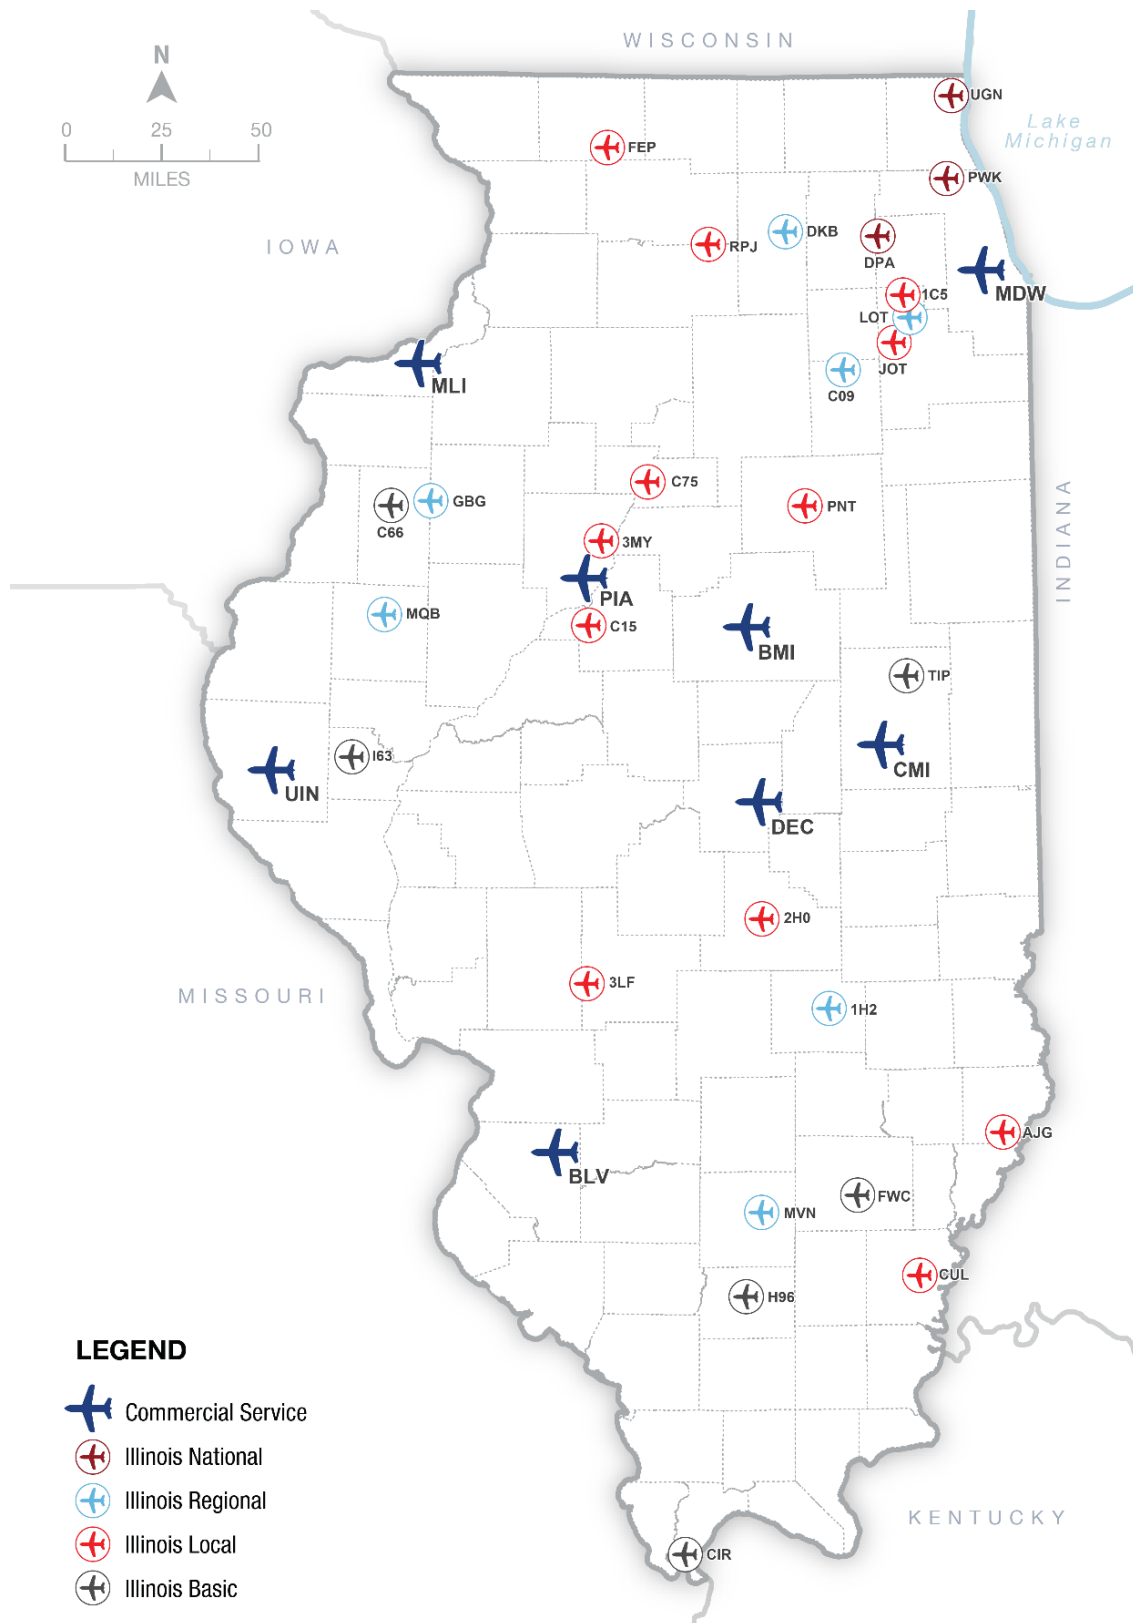 WISCONSIN
N
0 25 50
MILES
UGN
Lake
Michigan
FEP
PWK
IOWA
RPJ
DKB
DPA
MDW
1C5
LOT
JOT
MLI
C09
C75
INDIANA
GBG
C66
PNT
3MY
PIA
MQB
C15
BMI
TIP
I63
UIN
CMI
DEC
2H0
MISSOURI
3LF
1H2
AJG
BLV
FWC
MVN
CUL
H96
LEGEND
Commercial Service
Illinois National
Illinois Regional
Illinois Local
Illinois Basic
KENTUCKY
CIR